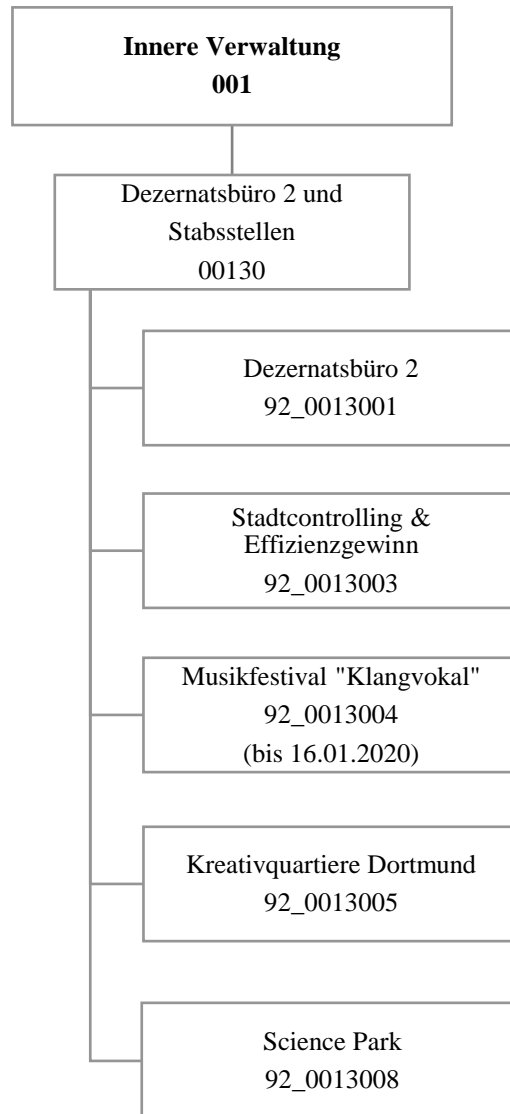 Innere Verwaltung
001
Dezernatsbüro 2 und
Stabsstellen
00130
Dezernatsbüro 2
92_0013001
Stadtcontrolling &
Effizienzgewinn
92_0013003
Musikfestival "Klangvokal"
92_0013004
(bis 16.01.2020)
Kreativquartiere Dortmund
92_0013005
Science Park
92_0013008